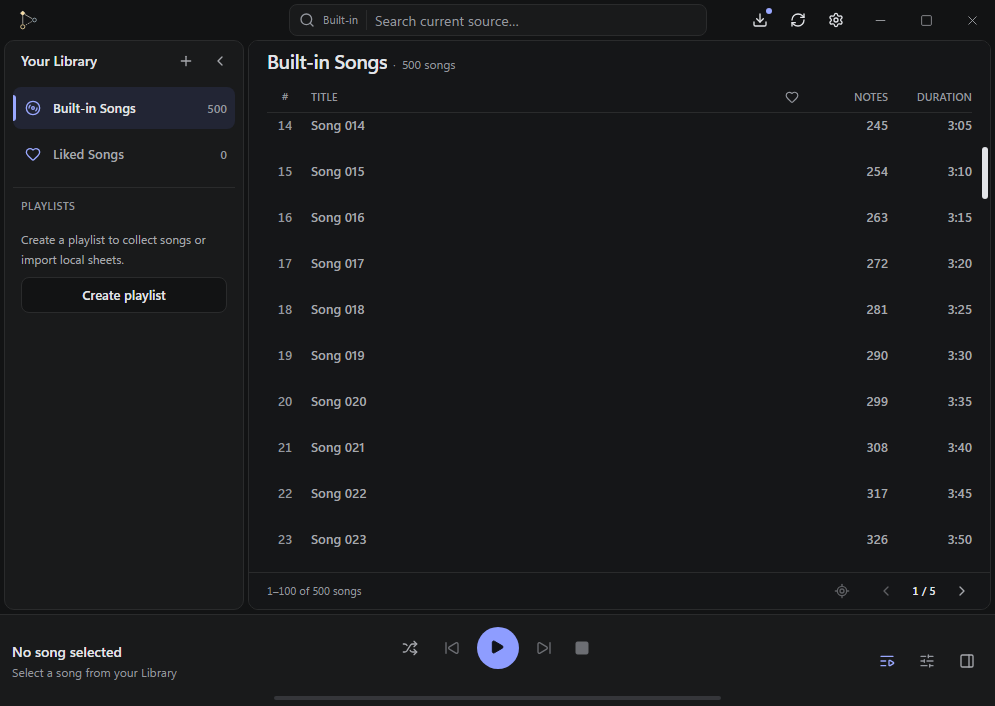 Built-in
Search current source...
Your Library
Built-in Songs 500
Liked Songs 0
PLAYLISTS
Create a playlist to collect songs or
import local sheets.
Create playlist
Built-in Songs · 500 songs
# TITLE NOTES DURATION
14 Song 014 245 3:05
15 Song 015 254 3:10
16 Song 016 263 3:15
17 Song 017 272 3:20
18 Song 018 281 3:25
19 Song 019 290 3:30
20 Song 020 299 3:35
21 Song 021 308 3:40
22 Song 022 317 3:45
23 Song 023 326 3:50
1–100 of 500 songs 1 / 5
No song selected
Select a song from your Library